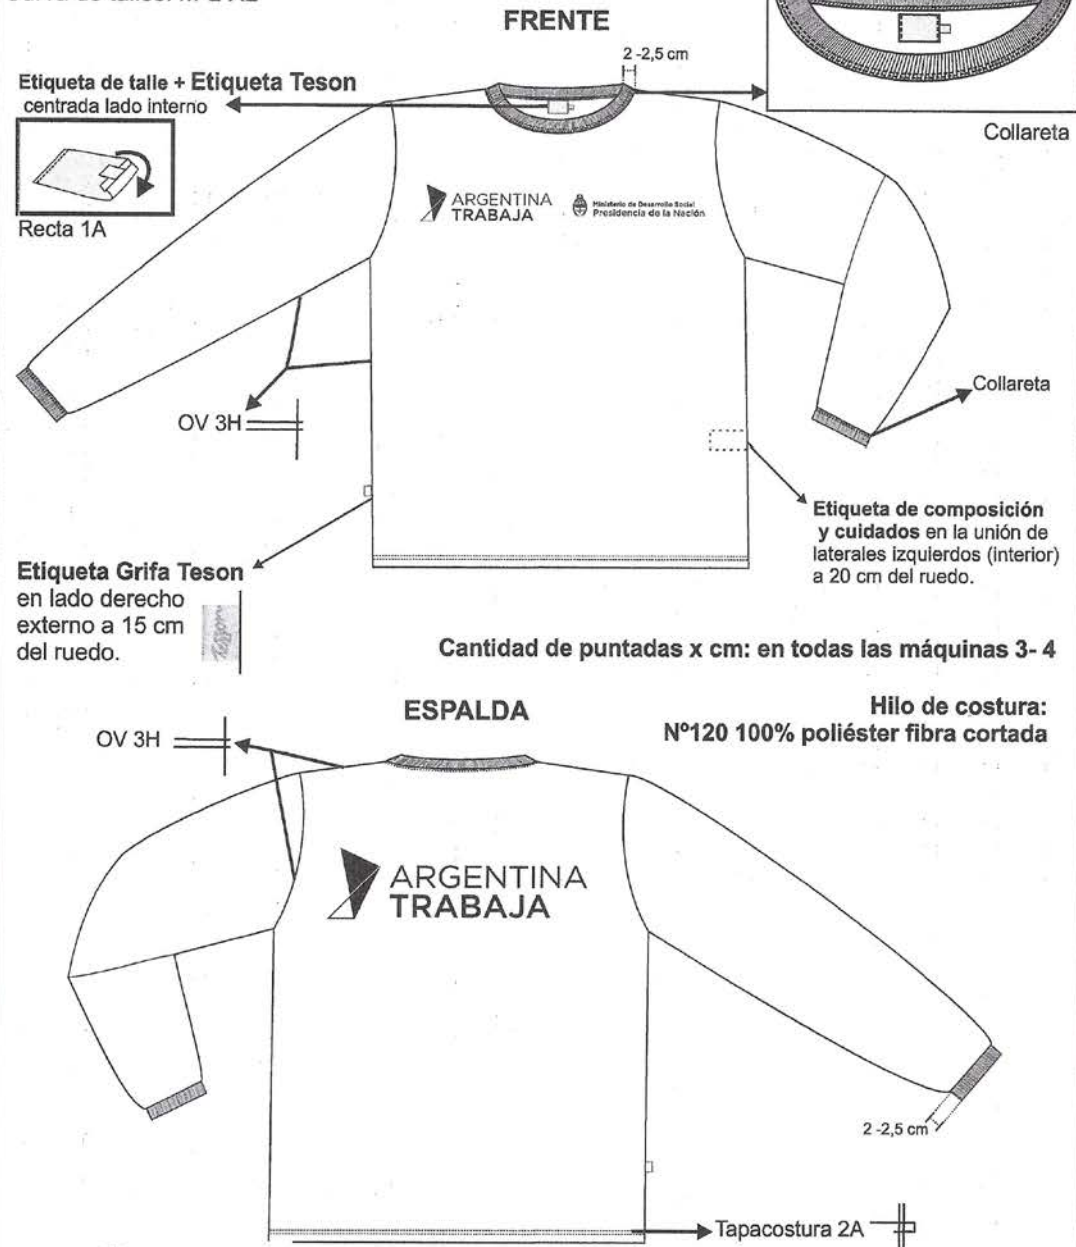 FRENTE
2 -2,5 cm
Etiqueta de talle + Etiqueta Teson
centrada lado interno
Collareta
Recta 1A
ARGENTINA
TRABAJA
Ministerio de Desarrollo Social
Presidencia de la Nación
Collareta
OV 3H
Etiqueta de composición
y cuidados en la unión de
laterales izquierdos (interior)
a 20 cm del ruedo.
Etiqueta Grifa Teson
en lado derecho
externo a 15 cm
del ruedo.
Cantidad de puntadas x cm: en todas las máquinas 3- 4
ESPALDA
Hilo de costura:
Nº120 100% poliéster fibra cortada
OV 3H
ARGENTINA
TRABAJA
2 -2,5 cm
Tapacostura 2A